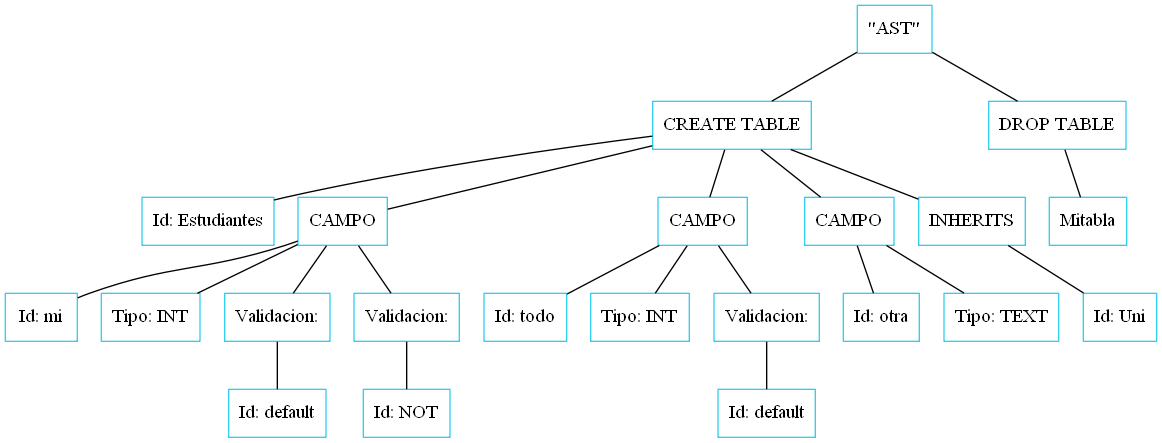 "AST"
CREATE TABLE
DROP TABLE
Id: Estudiantes
CAMPO
CAMPO
CAMPO
INHERITS
Mitabla
Id: mi
Tipo: INT
Validacion:
Validacion:
Id: todo
Tipo: INT
Validacion:
Id: otra
Tipo: TEXT
Id: Uni
Id: default
Id: NOT
Id: default